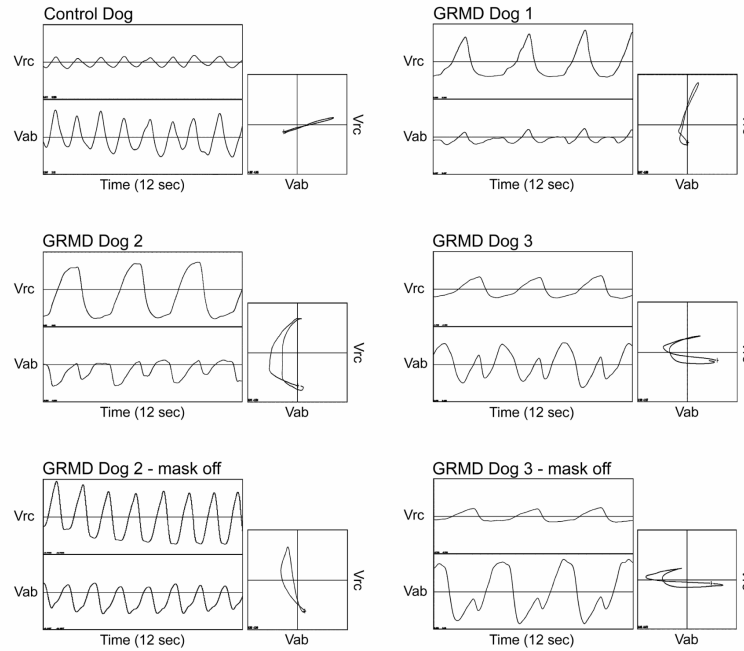 Control Dog
Vrc
Vab
Time (12 sec)
Vrc
Vab
GRMD Dog 1
Vrc
Vab
Time (12 sec)
Vab
GRMD Dog 2
Vrc
Vab
Time (12 sec)
Vrc
Vab
GRMD Dog 3
Vrc
Vab
Time (12 sec)
Vab
GRMD Dog 2 - mask off
Vrc
Vab
Time (12 sec)
Vrc
Vab
GRMD Dog 3 - mask off
Vrc
Vab
Time (12 sec)
Vab